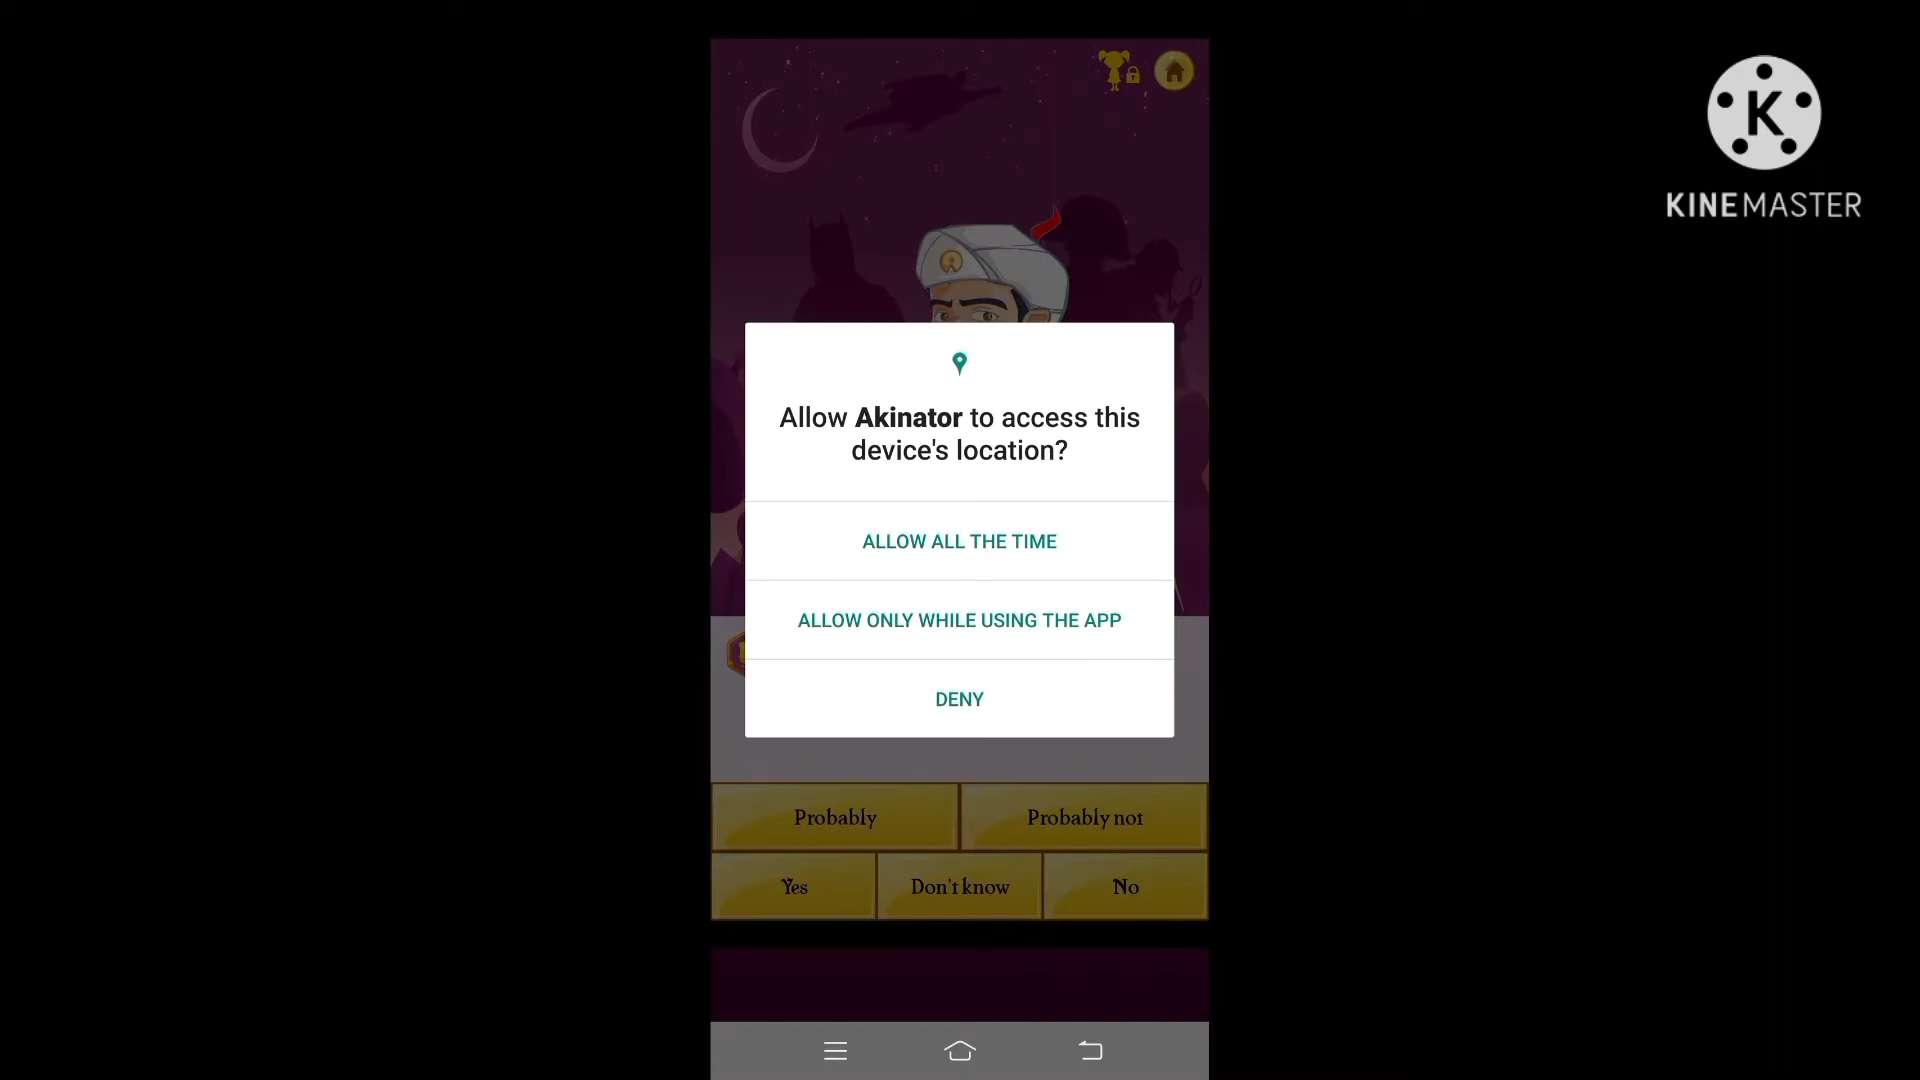 K
KINEMASTER
Allow Akinator to access this
device's location?
ALLOW ALL THE TIME
ALLOW ONLY WHILE USING THE APP
DENY
Probably
Probably not
Yes
Don't know
No